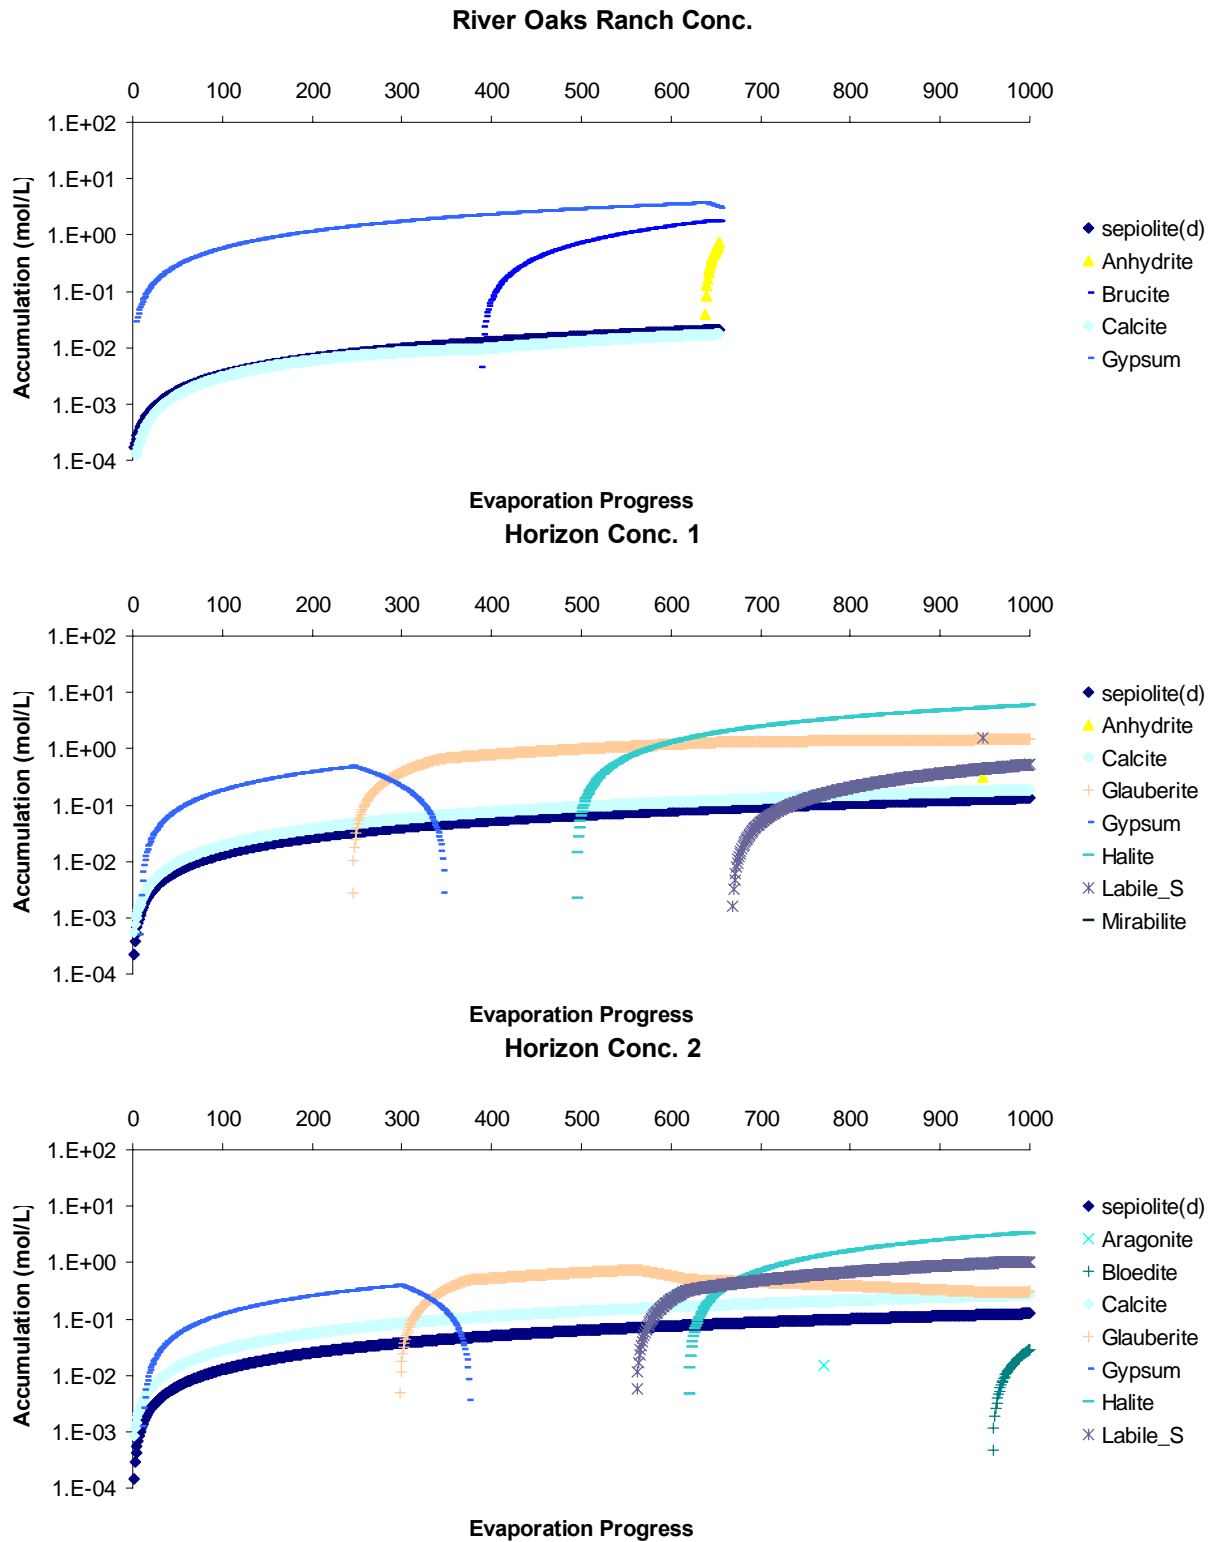 River Oaks Ranch Conc.
0 100 200 300 400 500 600 700 800 900 1000
Accumulation (mol/L)
1.E+02
1.E+01
1.E+00
1.E-01
1.E-02
1.E-03
1.E-04
sepiolite(d)
Anhydrite
Brucite
Calcite
Gypsum
Evaporation Progress
Horizon Conc. 1
0 100 200 300 400 500 600 700 800 900 1000
Accumulation (mol/L)
1.E+02
1.E+01
1.E+00
1.E-01
1.E-02
1.E-03
1.E-04
sepiolite(d)
Anhydrite
Calcite
Glauberite
Gypsum
Halite
Labile_S
Mirabilite
Evaporation Progress
Horizon Conc. 2
0 100 200 300 400 500 600 700 800 900 1000
Accumulation (mol/L)
1.E+02
1.E+01
1.E+00
1.E-01
1.E-02
1.E-03
1.E-04
sepiolite(d)
Aragonite
Bloedite
Calcite
Glauberite
Gypsum
Halite
Labile_S
Evaporation Progress